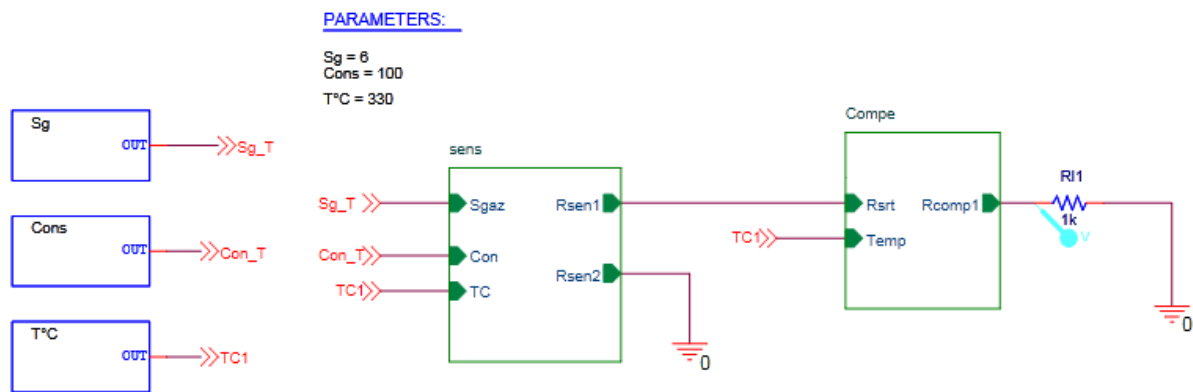 PARAMETERS:
Sg = 6
Cons = 100
T°C = 330
Sg
OUT
Sg_T
Cons
OUT
Con_T
T°C
OUT
TC1
sens
Sg_T
Sgaz
Rsen1
Con_T
Con
TC1
TC
Rsen2
0
Compe
Rsrt
Rcomp1
TC1
Temp
Rl1
1k
V
0